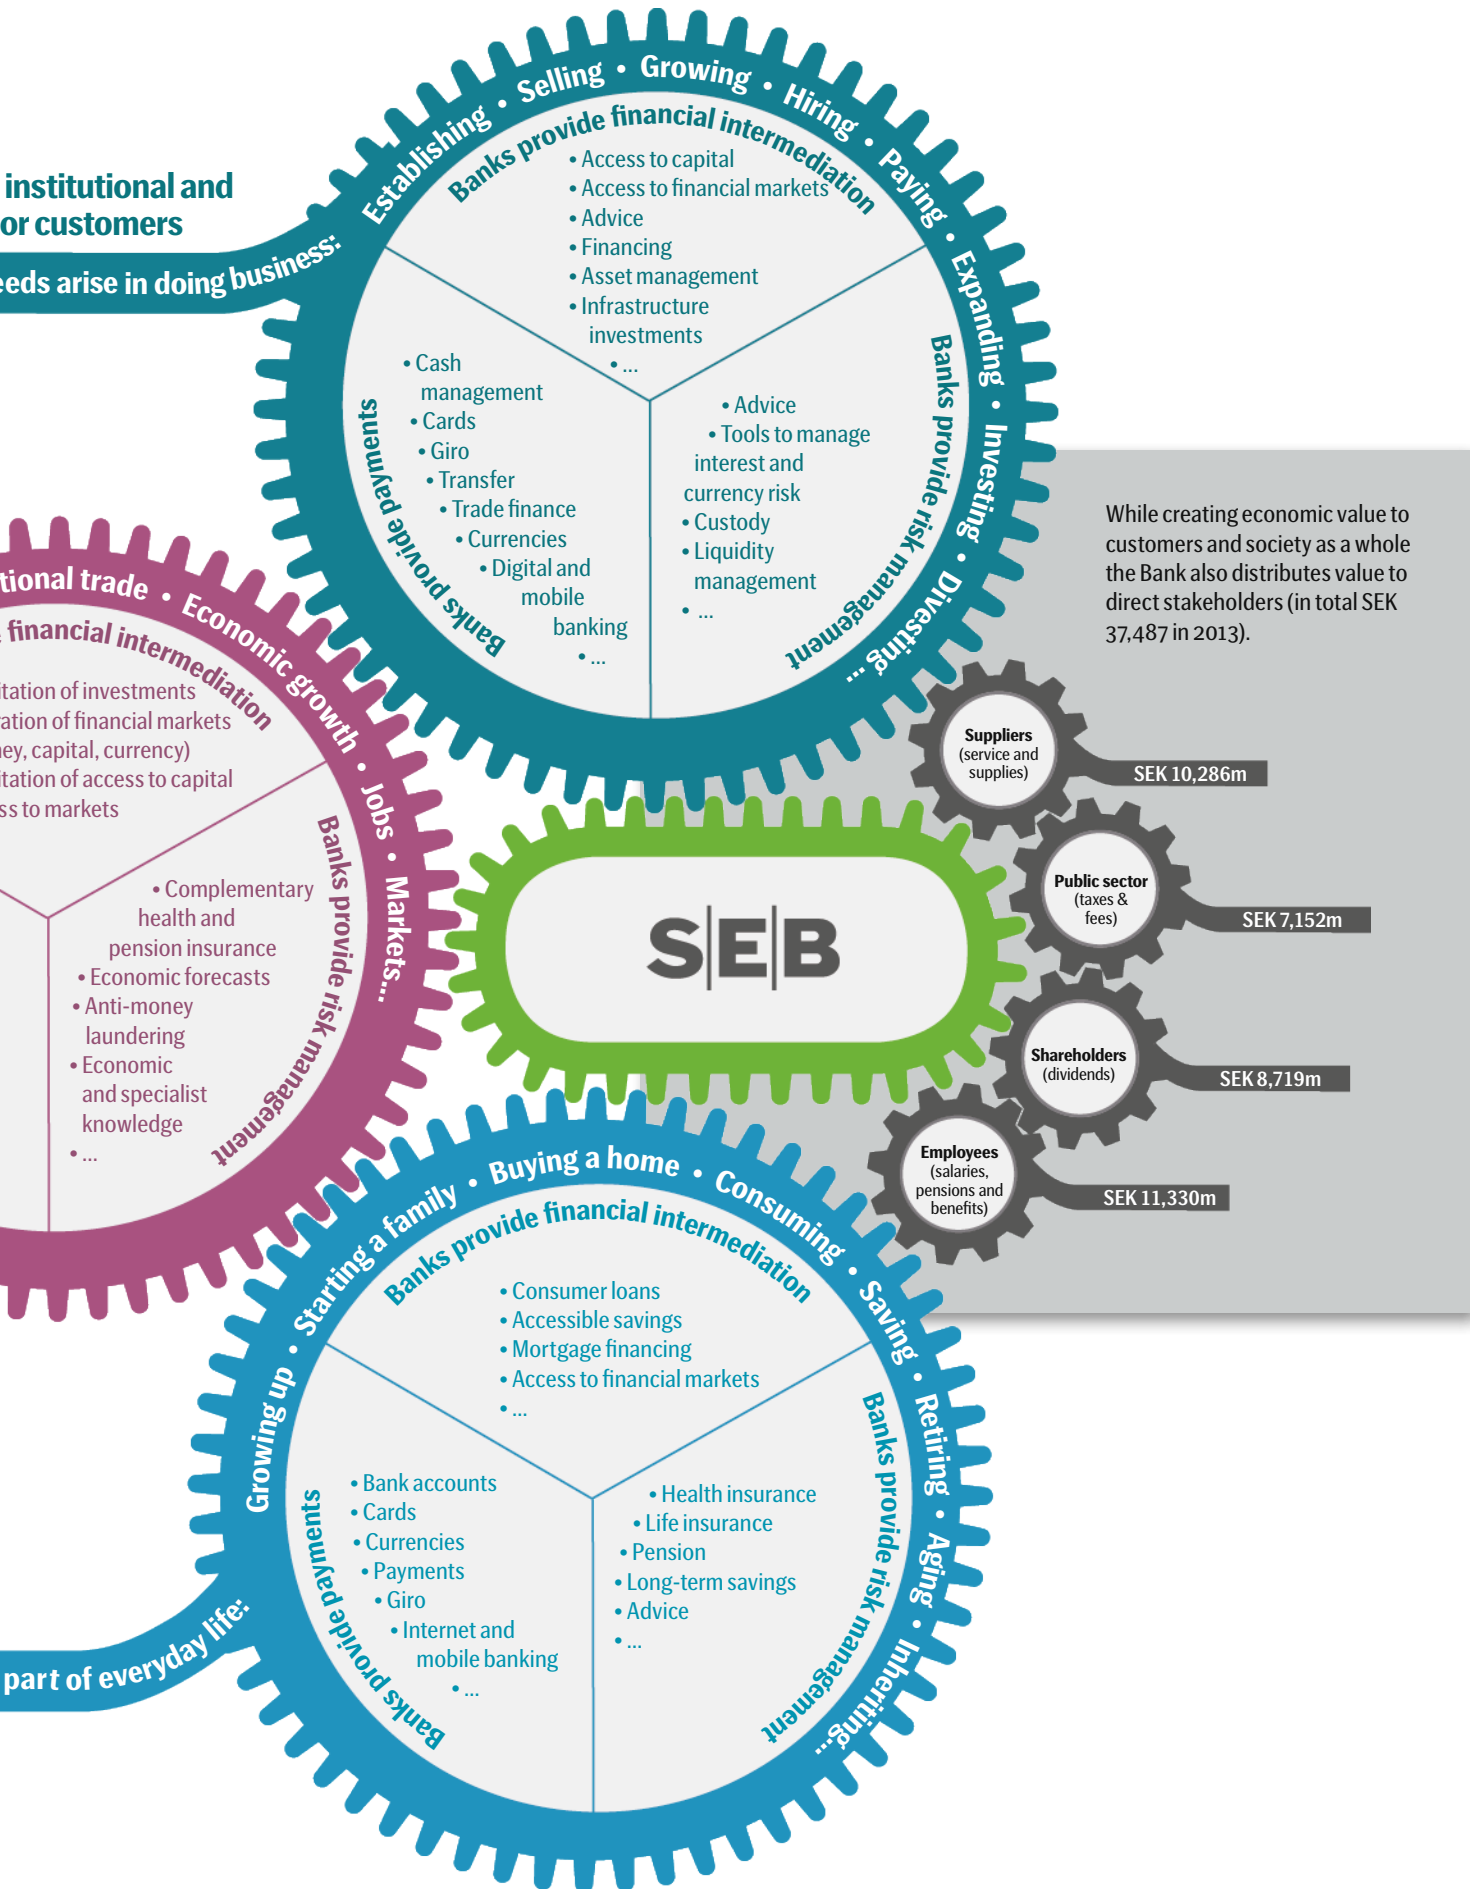 institutional and
or customers
eeds arise in doing business:
Establishing • Selling • Growing • Hiring • Paying • Expanding • Investing • Divesting...
Banks provide financial intermediation
• Access to capital
• Access to financial markets
• Advice
• Financing
• Asset management
• Infrastructure
investments
• ...
Banks provide payments
• Cash
management
• Cards
• Giro
• Transfer
• Trade finance
• Currencies
• Digital and
mobile
banking
• ...
Banks provide risk management
• Advice
• Tools to manage
interest and
currency risk
• Custody
• Liquidity
management
• ...
While creating economic value to
customers and society as a whole
the Bank also distributes value to
direct stakeholders (in total SEK
37,487 in 2013).
tional trade • Economic growth • Jobs • Markets...
financial intermediation
itation of investments
ration of financial markets
ney, capital, currency)
itation of access to capital
ss to markets
Banks provide risk management
• Complementary
health and
pension insurance
• Economic forecasts
• Anti-money
laundering
• Economic
and specialist
knowledge
• ...
SEB
Suppliers
(service and
supplies)
SEK 10,286m
Public sector
(taxes &
fees)
SEK 7,152m
Shareholders
(dividends)
SEK 8,719m
Employees
(salaries,
pensions and
benefits)
SEK 11,330m
part of everyday life:
Growing up • Starting a family • Buying a home • Consuming • Saving • Retiring • Aging • Inheriting...
Banks provide financial intermediation
• Consumer loans
• Accessible savings
• Mortgage financing
• Access to financial markets
• ...
Banks provide payments
• Bank accounts
• Cards
• Currencies
• Payments
• Giro
• Internet and
mobile banking
• ...
Banks provide risk management
• Health insurance
• Life insurance
• Pension
• Long-term savings
• Advice
• ...